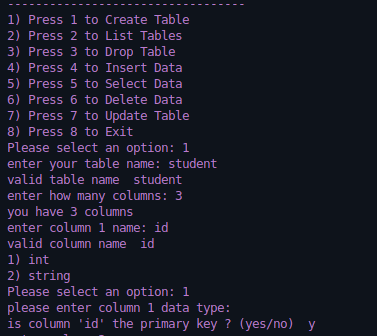 ----------------------------------
1) Press 1 to Create Table
2) Press 2 to List Tables
3) Press 3 to Drop Table
4) Press 4 to Insert Data
5) Press 5 to Select Data
6) Press 6 to Delete Data
7) Press 7 to Update Table
8) Press 8 to Exit
Please select an option: 1
enter your table name: student
valid table name  student
enter how many columns: 3
you have 3 columns
enter column 1 name: id
valid column name  id
1) int
2) string
Please select an option: 1
please enter column 1 data type:
is column 'id' the primary key ? (yes/no)  y